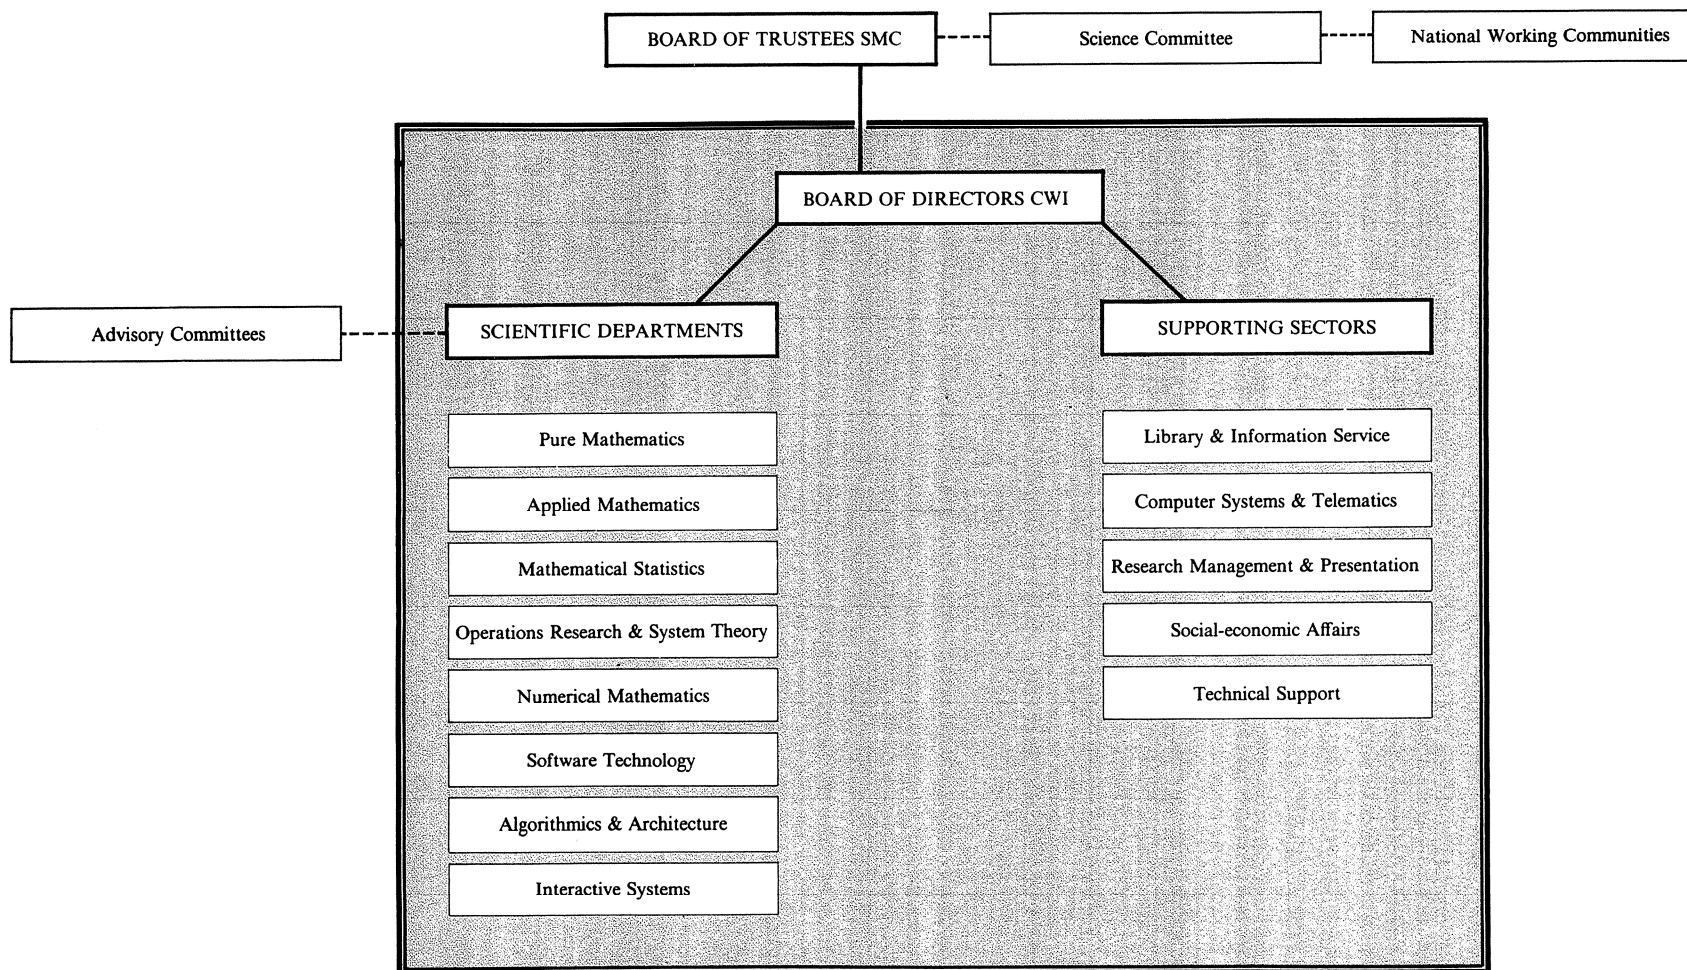 BOARD OF TRUSTEES SMC
Science Committee
National Working Communities
BOARD OF DIRECTORS CWI
Advisory Committees
SCIENTIFIC DEPARTMENTS
SUPPORTING SECTORS
Pure Mathematics
Applied Mathematics
Mathematical Statistics
Operations Research & System Theory
Numerical Mathematics
Software Technology
Algorithmics & Architecture
Interactive Systems
Library & Information Service
Computer Systems & Telematics
Research Management & Presentation
Social-economic Affairs
Technical Support